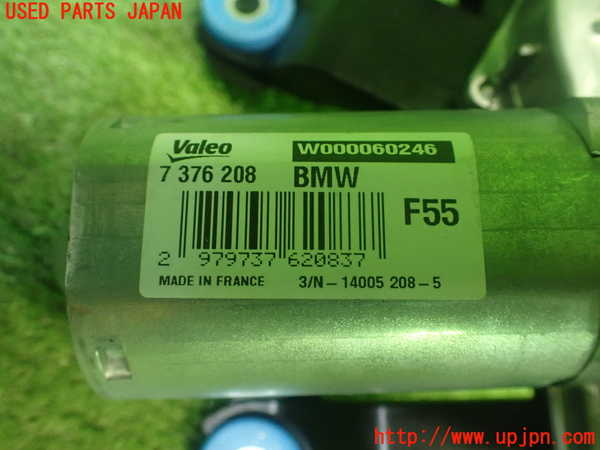 USED PARTS JAPAN
Valeo W000060246
7 376 208 BMW
F55
2 979737 620837
MADE IN FRANCE 3/N-14005 208-5
http://www.upjpn.com/